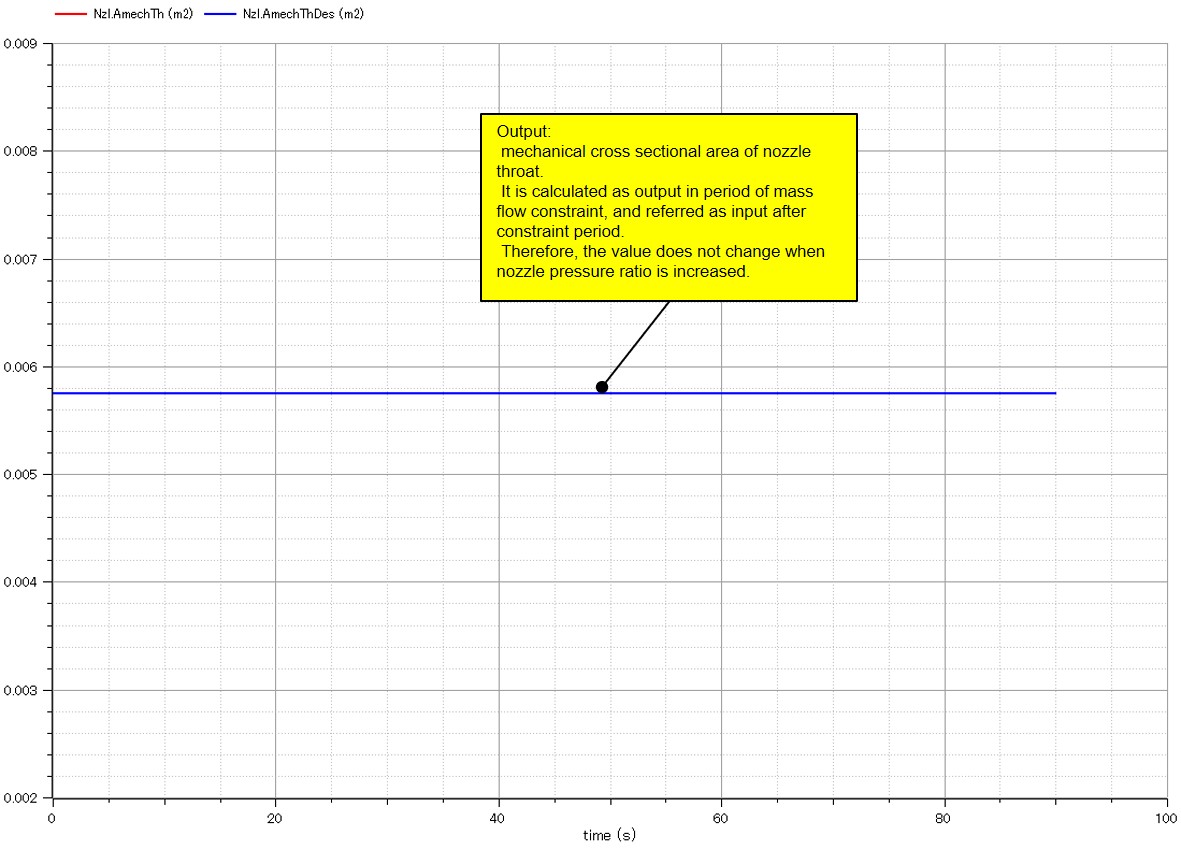 Nzl.AmechTh (m2) Nzl.AmechThDes (m2)
0.009
0.008
0.007
0.006
0.005
0.004
0.003
0.002
Output:
mechanical cross sectional area of nozzle
throat.
It is calculated as output in period of mass
flow constraint, and referred as input after
constraint period.
Therefore, the value does not change when
nozzle pressure ratio is increased.
0 20 40 60 80 100
time (s)